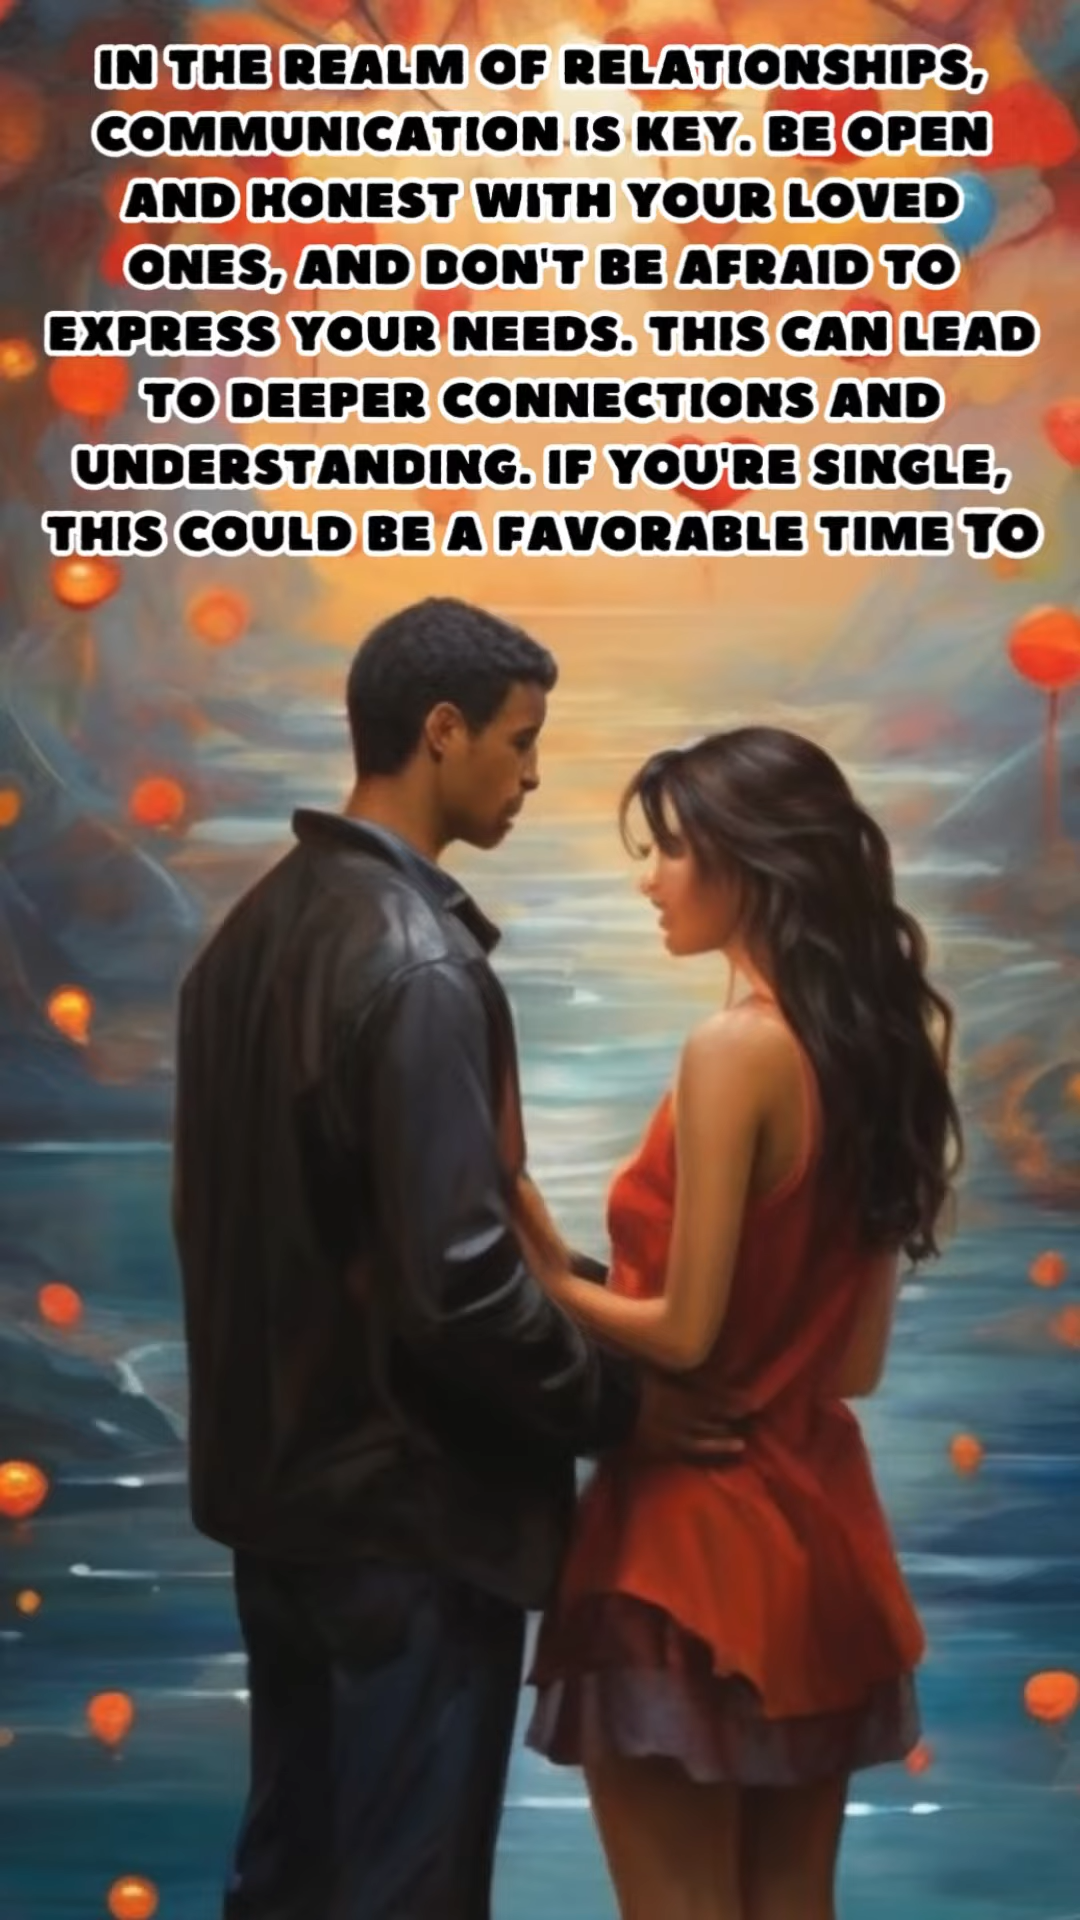 IN THE REALM OF RELATIONSHIPS,
COMMUNICATION IS KEY. BE OPEN
AND HONEST WITH YOUR LOVED
ONES, AND DON'T BE AFRAID TO
EXPRESS YOUR NEEDS. THIS CAN LEAD
TO DEEPER CONNECTIONS AND
UNDERSTANDING. IF YOU'RE SINGLE,
THIS COULD BE A FAVORABLE TIME TO